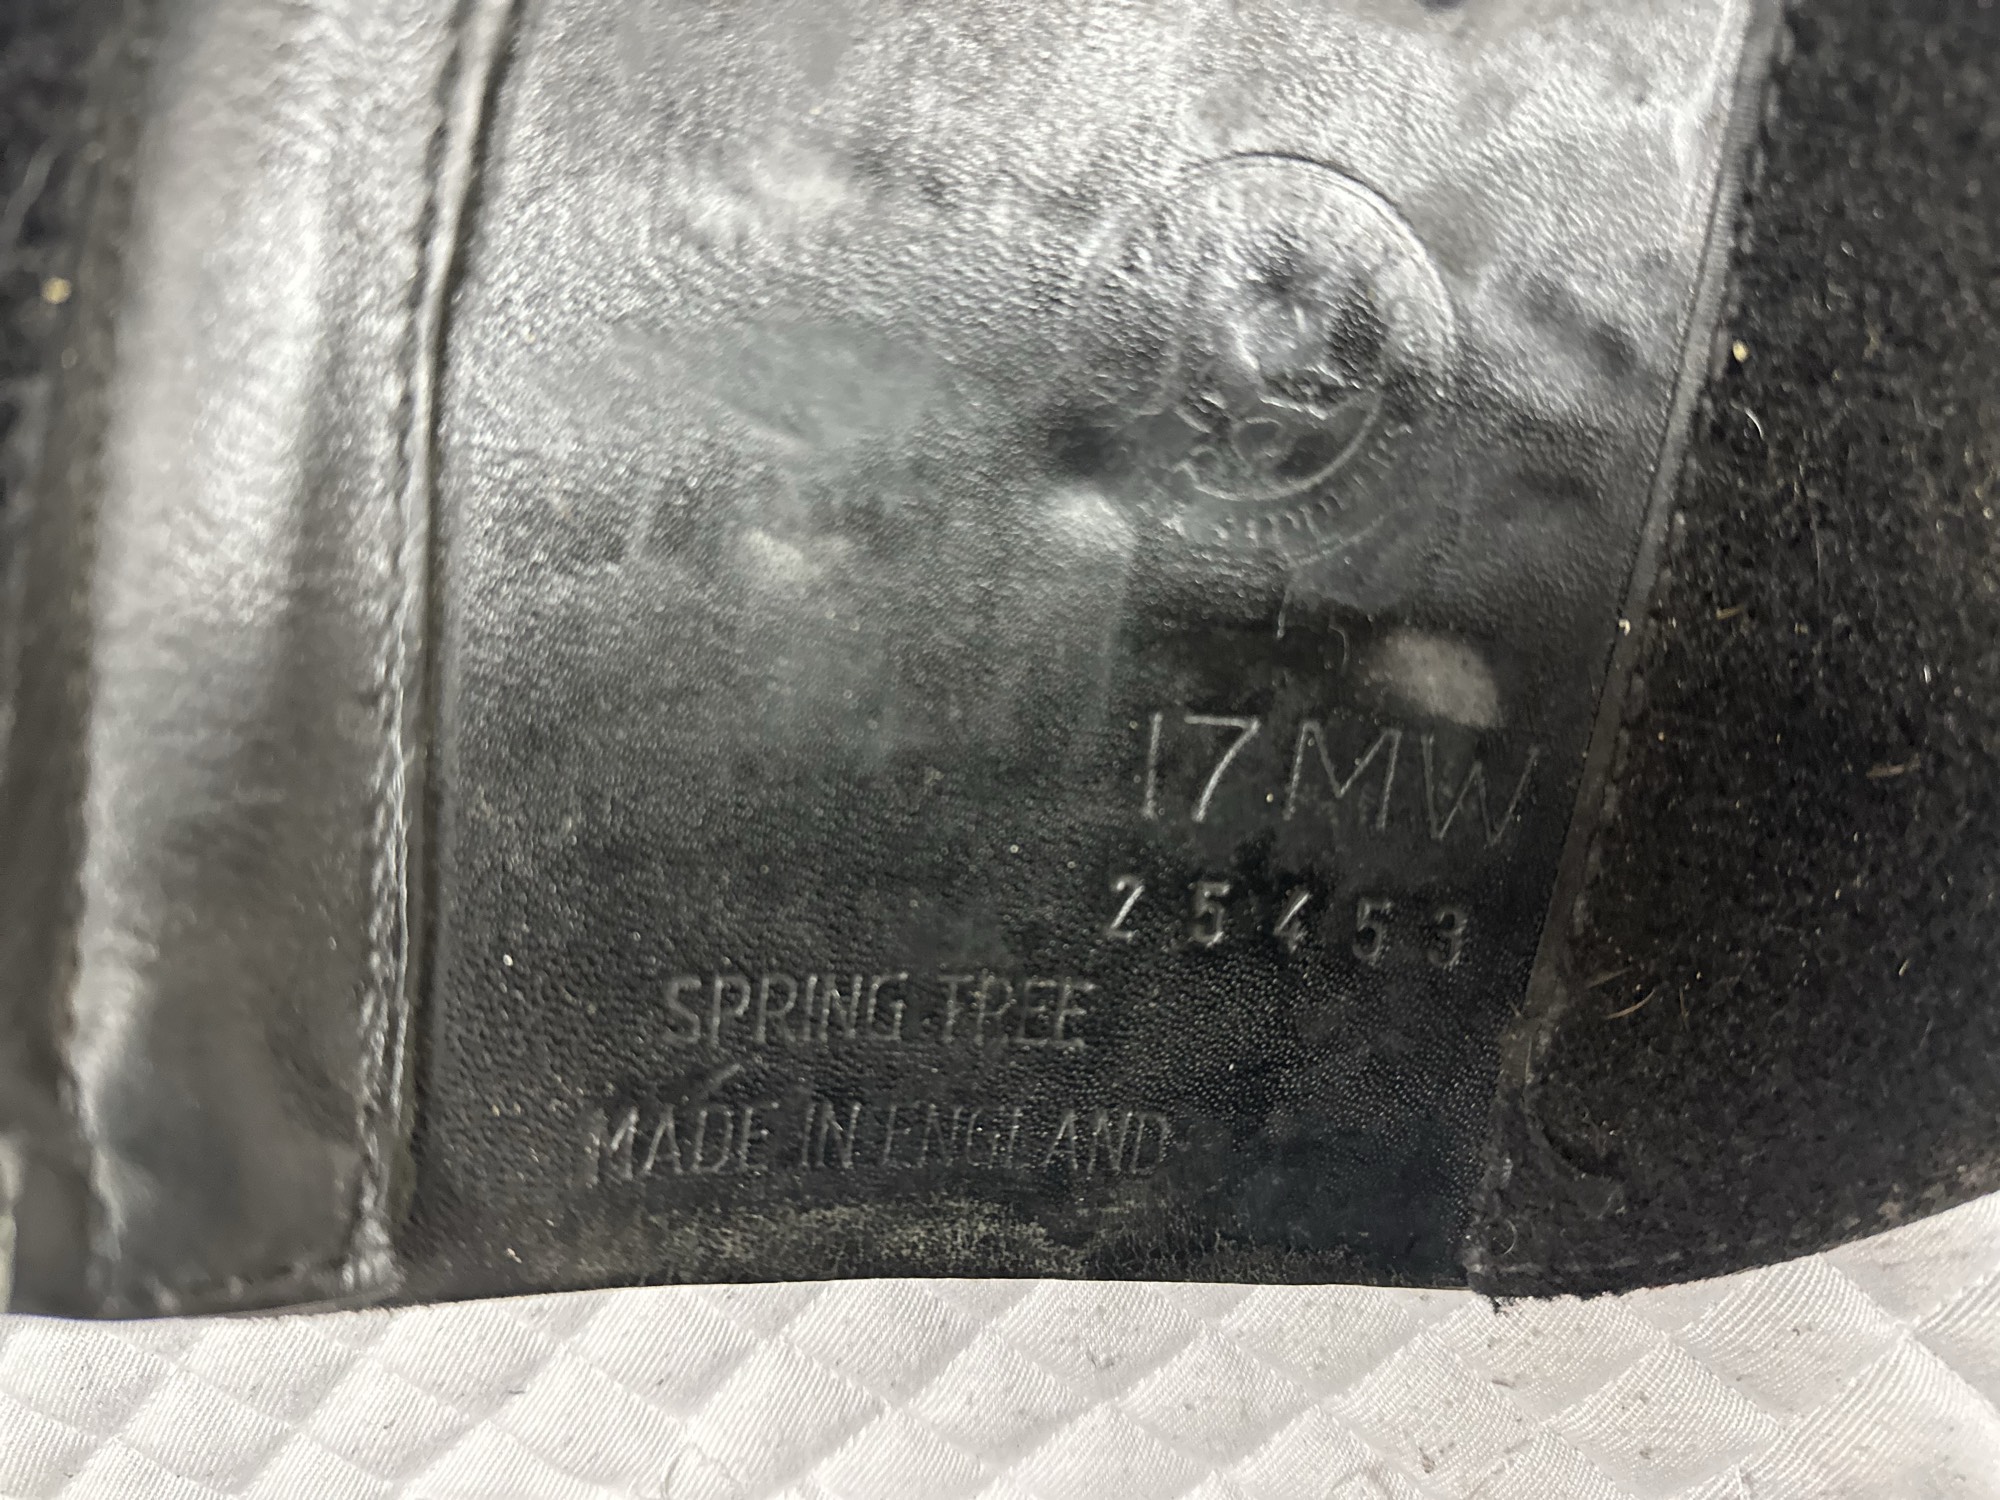 17MW
25453
SPRING TREE
MADE IN ENGLAND